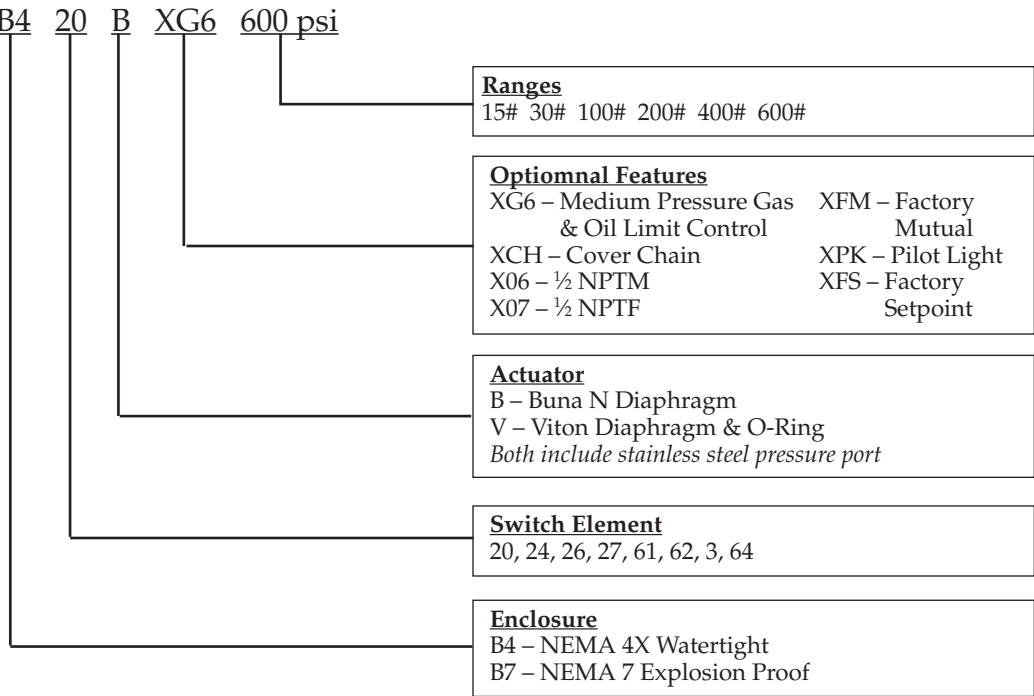 B4 20 B XG6 600 psi
Ranges
15# 30# 100# 200# 400# 600#
Optiomnal Features
XG6 – Medium Pressure Gas
& Oil Limit Control
XCH – Cover Chain
X06 – ½ NPTM
X07 – ½ NPTF
XFM – Factory
Mutual
XPK – Pilot Light
XFS – Factory
Setpoint
Actuator
B – Buna N Diaphragm
V – Viton Diaphragm & O-Ring
Both include stainless steel pressure port
Switch Element
20, 24, 26, 27, 61, 62, 3, 64
Enclosure
B4 – NEMA 4X Watertight
B7 – NEMA 7 Explosion Proof